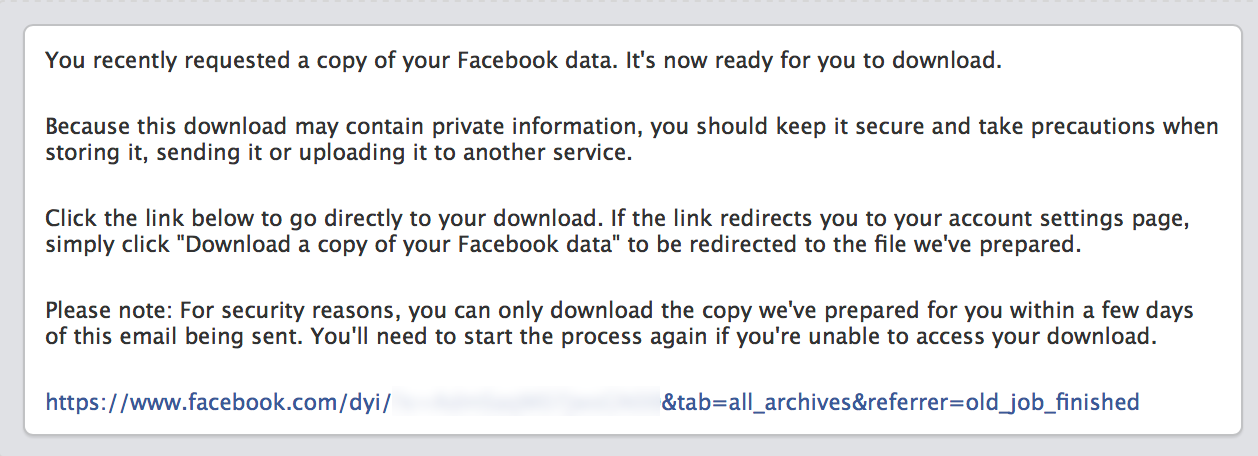 You recently requested a copy of your Facebook data. It's now ready for you to download.
Because this download may contain private information, you should keep it secure and take precautions when
storing it, sending it or uploading it to another service.
Click the link below to go directly to your download. If the link redirects you to your account settings page,
simply click "Download a copy of your Facebook data" to be redirected to the file we've prepared.
Please note: For security reasons, you can only download the copy we've prepared for you within a few days
of this email being sent. You'll need to start the process again if you're unable to access your download.
https://www.facebook.com/dyi/ &tab=all_archives&referrer=old_job_finished